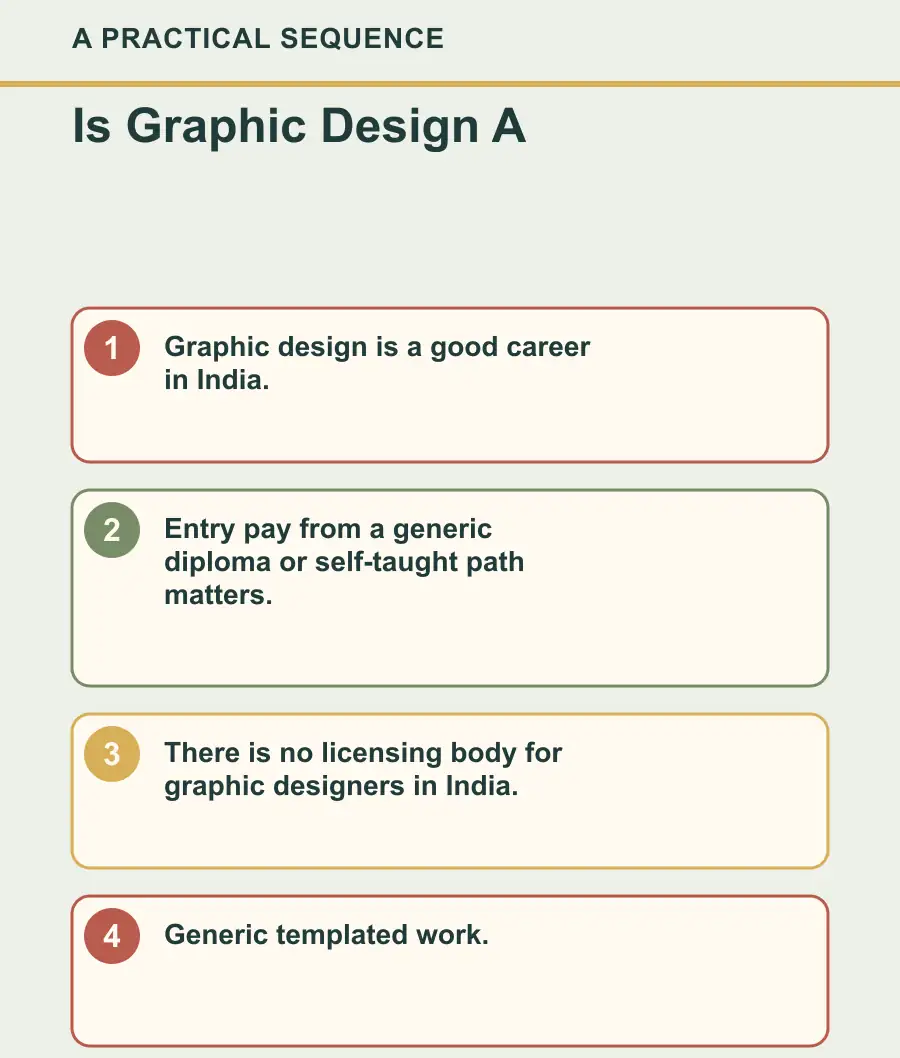 A PRACTICAL SEQUENCE
Is Graphic Design A
1
Graphic design is a good career
in India.
2
Entry pay from a generic
diploma or self-taught path
matters.
3
There is no licensing body for
graphic designers in India.
4
Generic templated work.